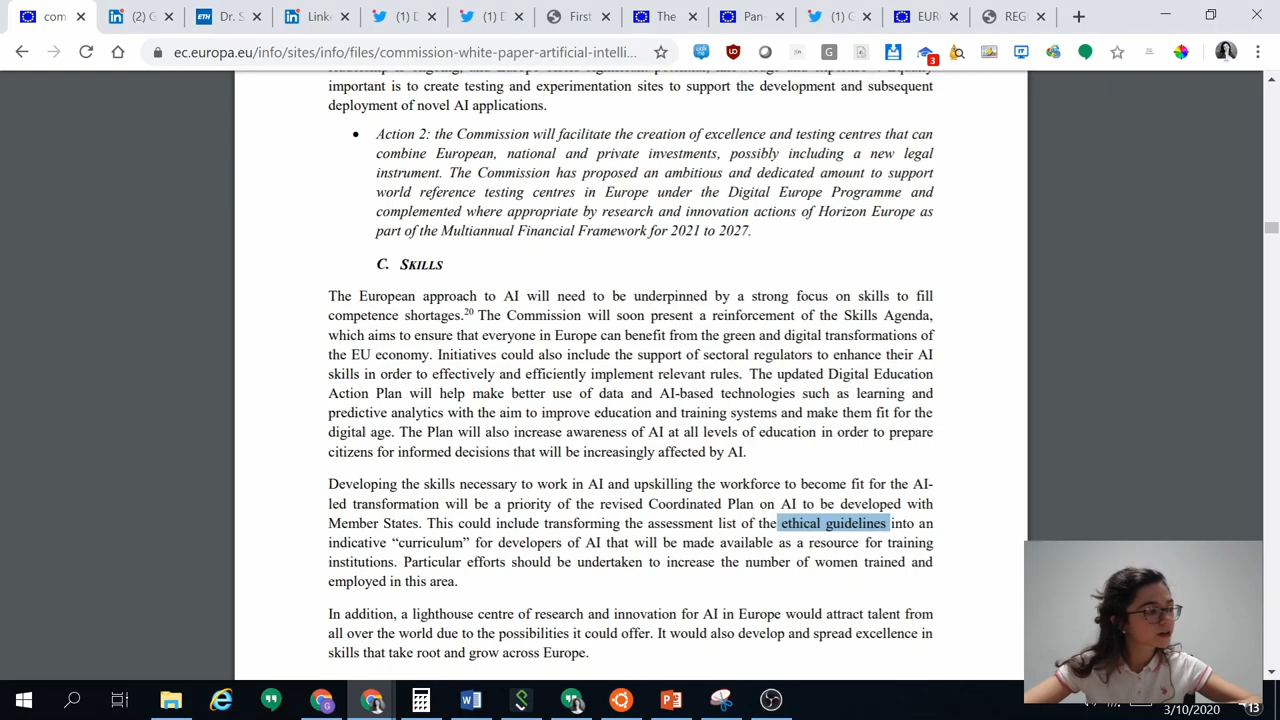 com
(2) G
Dr. S
Linke
(1) D
(1) D
First
The
Pan-
(1) G
EUR
REG
ec.europa.eu/info/sites/info/files/commission-white-paper-artificial-intelli...
3
important is to create testing and experimentation sites to support the development and subsequent
deployment of novel AI applications.
• Action 2: the Commission will facilitate the creation of excellence and testing centres that can
combine European, national and private investments, possibly including a new legal
instrument. The Commission has proposed an ambitious and dedicated amount to support
world reference testing centres in Europe under the Digital Europe Programme and
complemented where appropriate by research and innovation actions of Horizon Europe as
part of the Multiannual Financial Framework for 2021 to 2027.
C. SKILLS
The European approach to AI will need to be underpinned by a strong focus on skills to fill
competence shortages.20 The Commission will soon present a reinforcement of the Skills Agenda,
which aims to ensure that everyone in Europe can benefit from the green and digital transformations of
the EU economy. Initiatives could also include the support of sectoral regulators to enhance their AI
skills in order to effectively and efficiently implement relevant rules. The updated Digital Education
Action Plan will help make better use of data and AI-based technologies such as learning and
predictive analytics with the aim to improve education and training systems and make them fit for the
digital age. The Plan will also increase awareness of AI at all levels of education in order to prepare
citizens for informed decisions that will be increasingly affected by AI.
Developing the skills necessary to work in AI and upskilling the workforce to become fit for the AI-
led transformation will be a priority of the revised Coordinated Plan on AI to be developed with
Member States. This could include transforming the assessment list of the ethical guidelines into an
indicative “curriculum” for developers of AI that will be made available as a resource for training
institutions. Particular efforts should be undertaken to increase the number of women trained and
employed in this area.
In addition, a lighthouse centre of research and innovation for AI in Europe would attract talent from
all over the world due to the possibilities it could offer. It would also develop and spread excellence in
skills that take root and grow across Europe.
3/10/2020
13